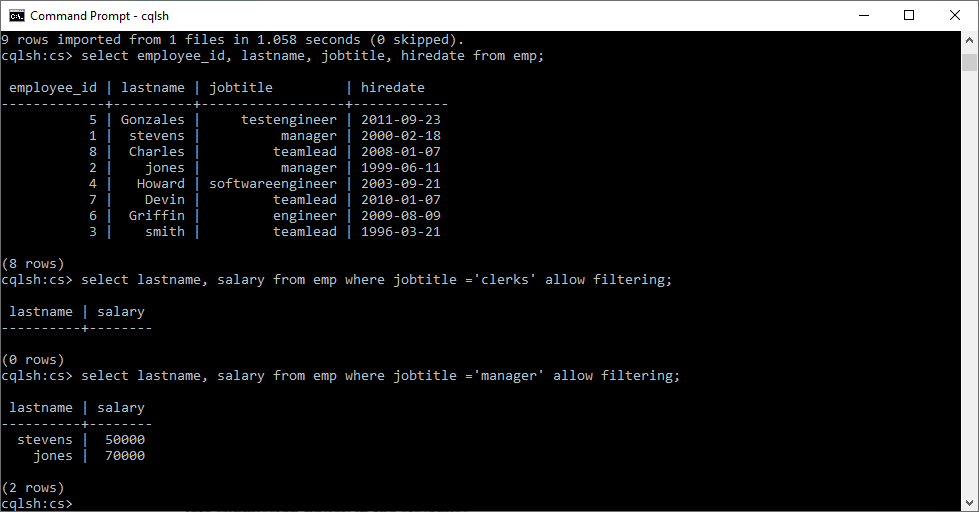 Command Prompt - cqlsh
9 rows imported from 1 files in 1.058 seconds (0 skipped).
cqlsh:cs> select employee_id, lastname, jobtitle, hiredate from emp;
employee_id | lastname | jobtitle         | hiredate
-------------+----------+------------------+------------
           5 | Gonzales |     testengineer | 2011-09-23
           1 |  stevens |          manager | 2000-02-18
           8 |  Charles |         teamlead | 2008-01-07
           2 |    jones |          manager | 1999-06-11
           4 |   Howard | softwareengineer | 2003-09-21
           7 |    Devin |         teamlead | 2010-01-07
           6 |  Griffin |         engineer | 2009-08-09
           3 |    smith |         teamlead | 1996-03-21
(8 rows)
cqlsh:cs> select lastname, salary from emp where jobtitle ='clerks' allow filtering;
 lastname | salary
----------+--------
(0 rows)
cqlsh:cs> select lastname, salary from emp where jobtitle ='manager' allow filtering;
 lastname | salary
----------+--------
  stevens |  50000
    jones |  70000
(2 rows)
cqlsh:cs>